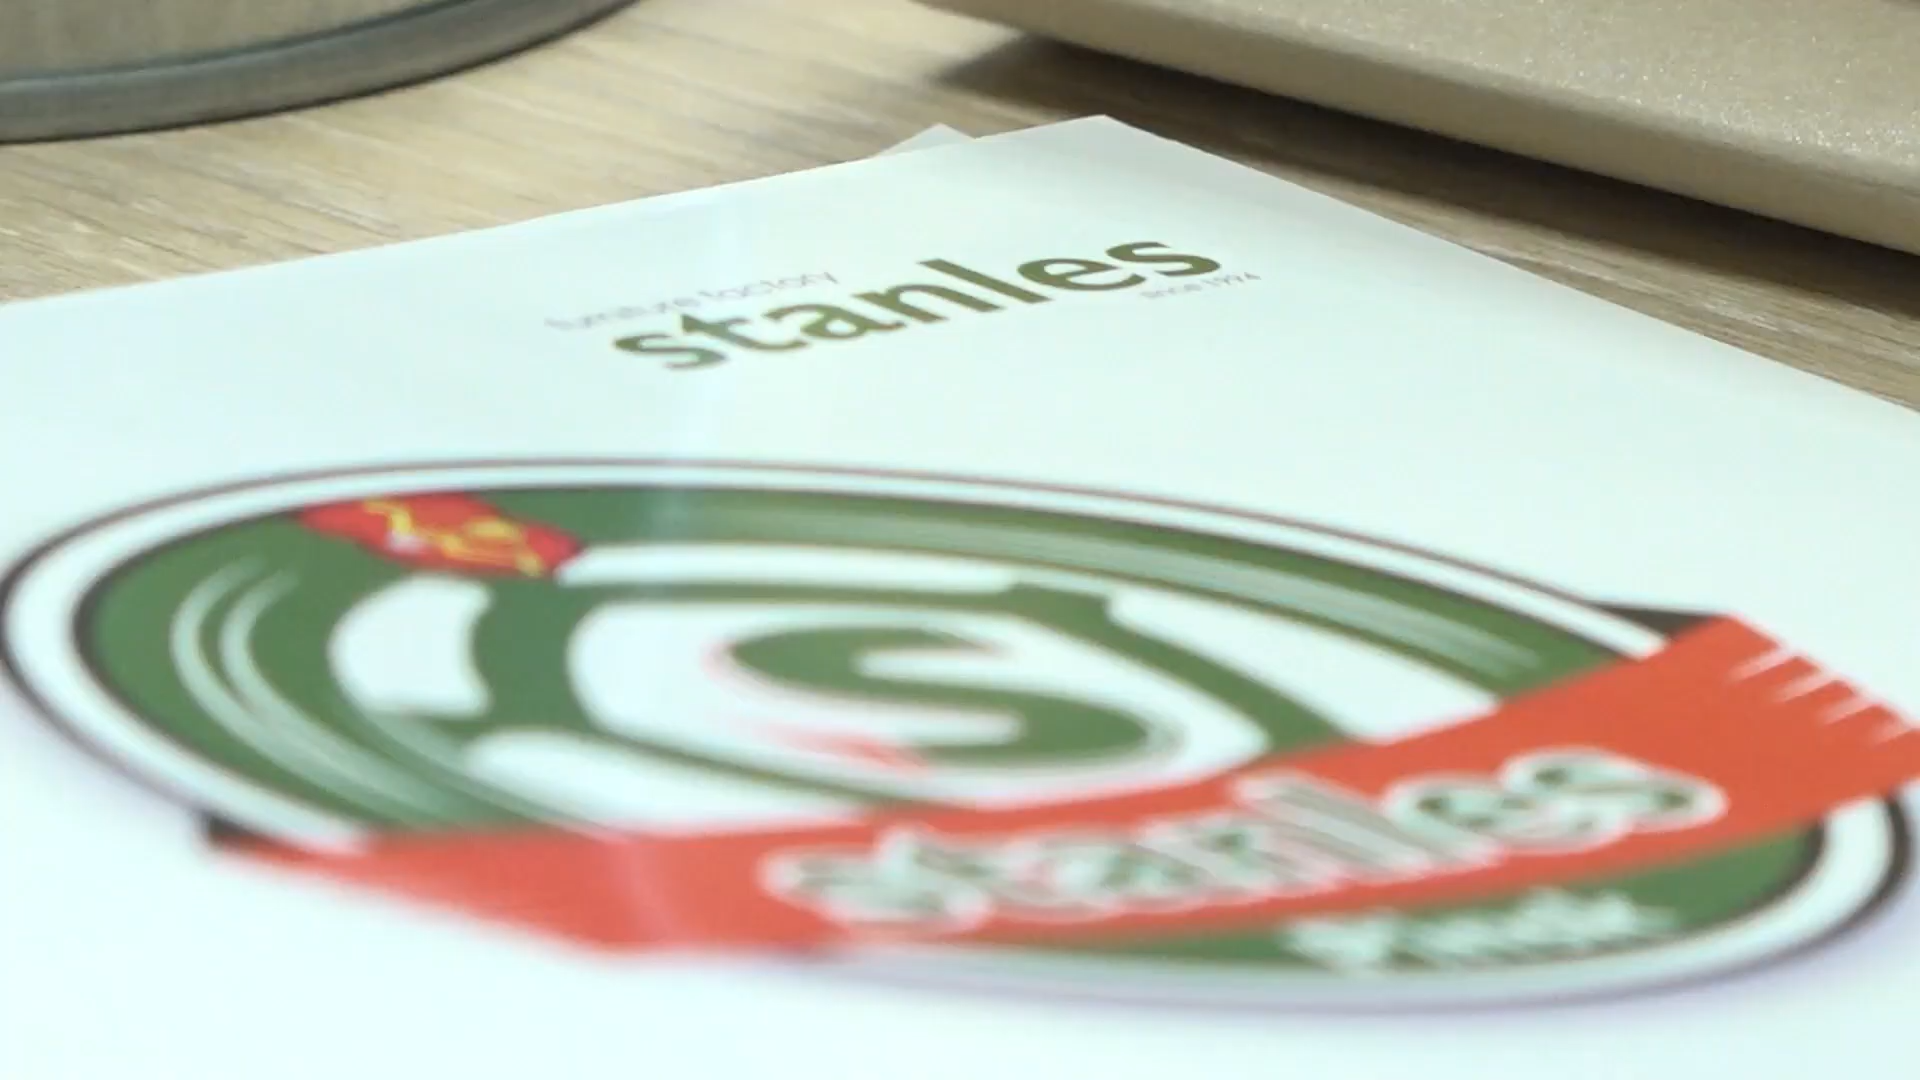 furniture factory
stanles
since 1994
S
stanles